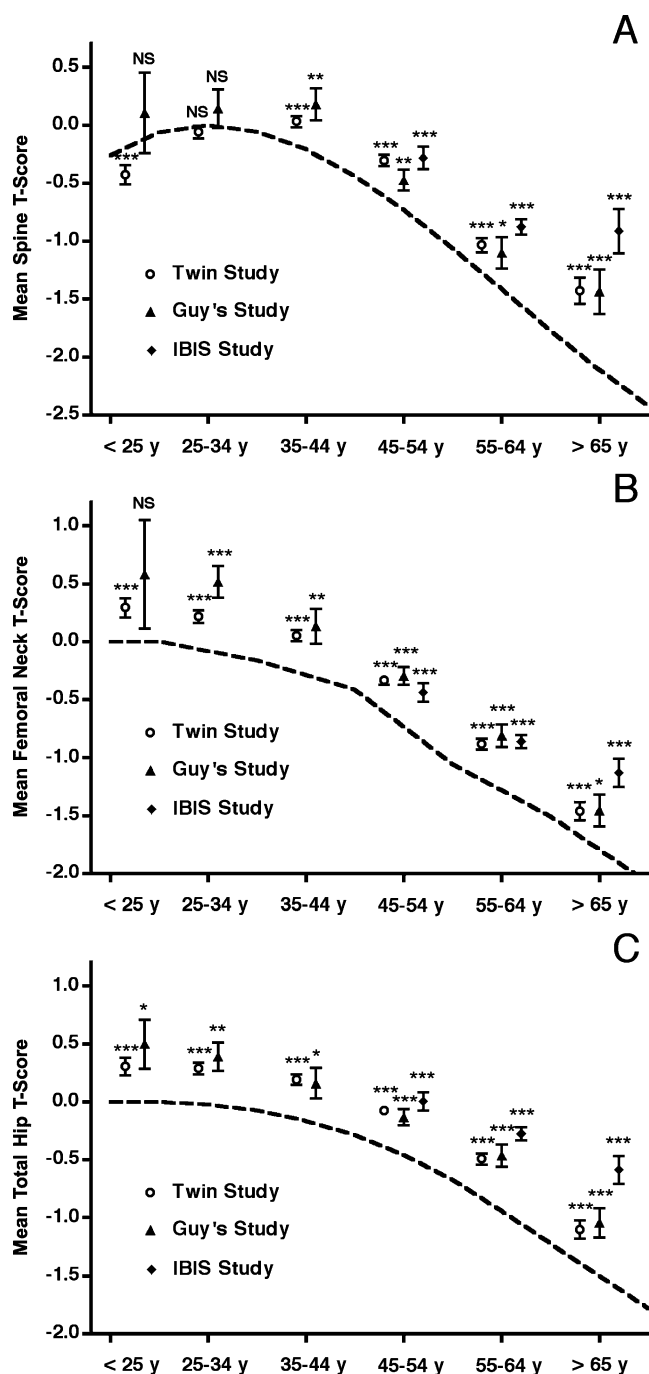 A
Mean Spine T-Score
0.5
0.0
-0.5
-1.0
-1.5
-2.0
-2.5
NS
NS
**
NS
***
***
***
***
**
***
*** * ***
***
***
***
Twin Study
Guy's Study
IBIS Study
< 25 y 25-34 y 35-44 y 45-54 y 55-64 y > 65 y
B
Mean Femoral Neck T-Score
1.0
0.5
0.0
-0.5
-1.0
-1.5
-2.0
NS
***
***
***
**
***
***
***
***
***
***
***
***
***
*
Twin Study
Guy's Study
IBIS Study
< 25 y 25-34 y 35-44 y 45-54 y 55-64 y > 65 y
C
Mean Total Hip T-Score
1.0
0.5
0.0
-0.5
-1.0
-1.5
-2.0
*
***
**
***
*
***
***
***
***
***
***
***
***
***
***
Twin Study
Guy's Study
IBIS Study
< 25 y 25-34 y 35-44 y 45-54 y 55-64 y > 65 y